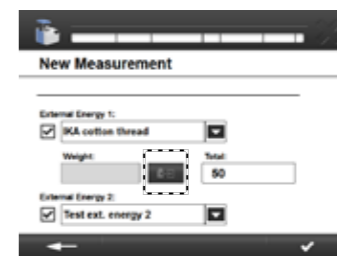 New Measurement
External Energy 1:
IKA cotton thread
Weight: Total:
50
External Energy 2:
Test ext. energy 2